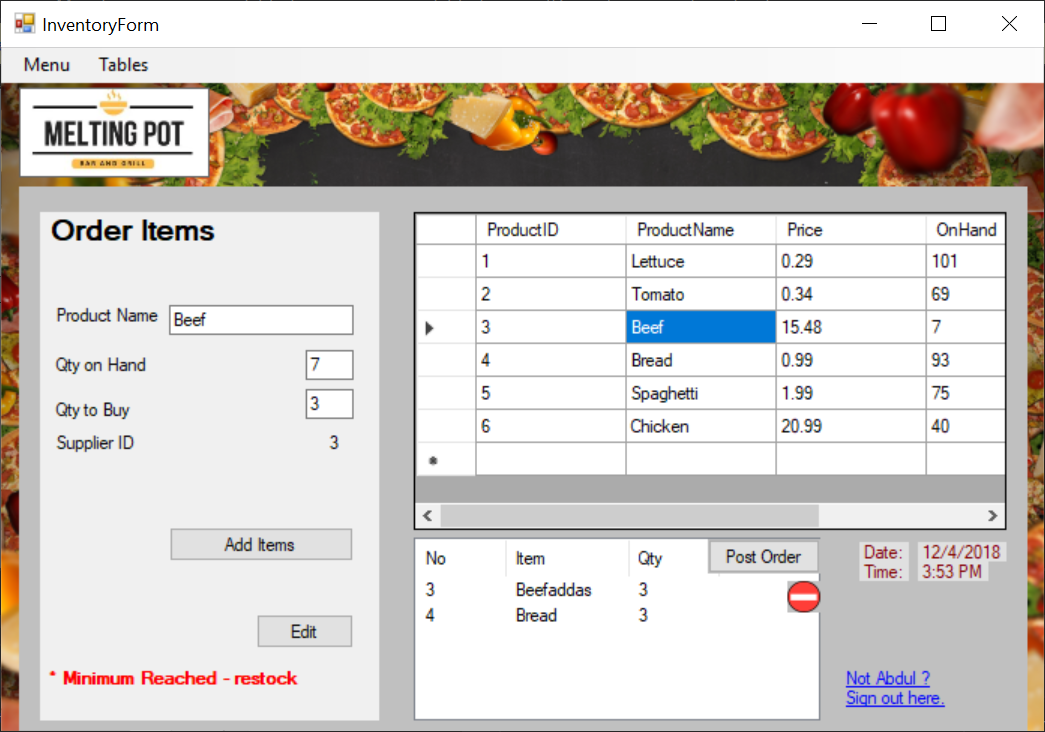 InventoryForm
Menu Tables
MELTING POT
BAR AND GRILL
Order Items
Product Name Beef
Qty on Hand 7
Qty to Buy 3
Supplier ID 3
Add Items
Edit
* Minimum Reached - restock
ProductID ProductName Price OnHand
1 Lettuce 0.29 101
2 Tomato 0.34 69
3 Beef 15.48 7
4 Bread 0.99 93
5 Spaghetti 1.99 75
6 Chicken 20.99 40
No Item Qty Post Order
3 Beefaddas 3
4 Bread 3
Date: 12/4/2018
Time: 3:53 PM
Not Abdul ?
Sign out here.